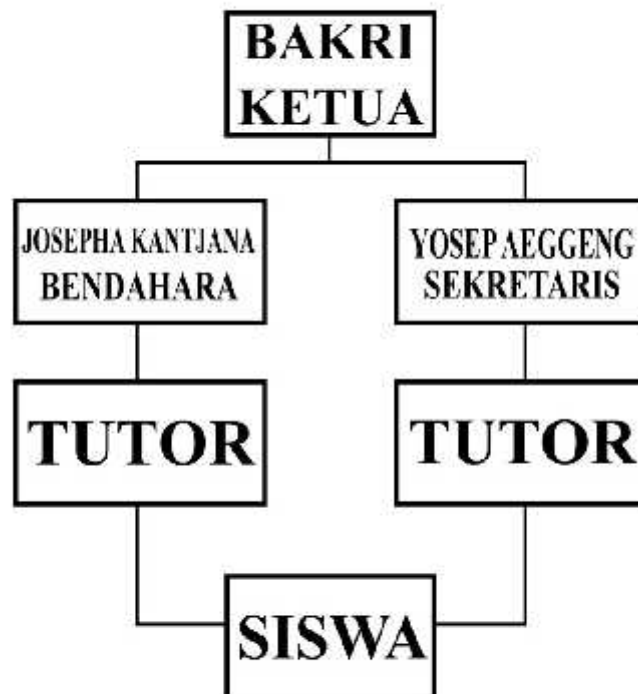 BAKRI
KETUA
JOSEPHA KANTJANA
BENDAHARA
YOSEP AEGGENG
SEKRETARIS
TUTOR
TUTOR
SISWA